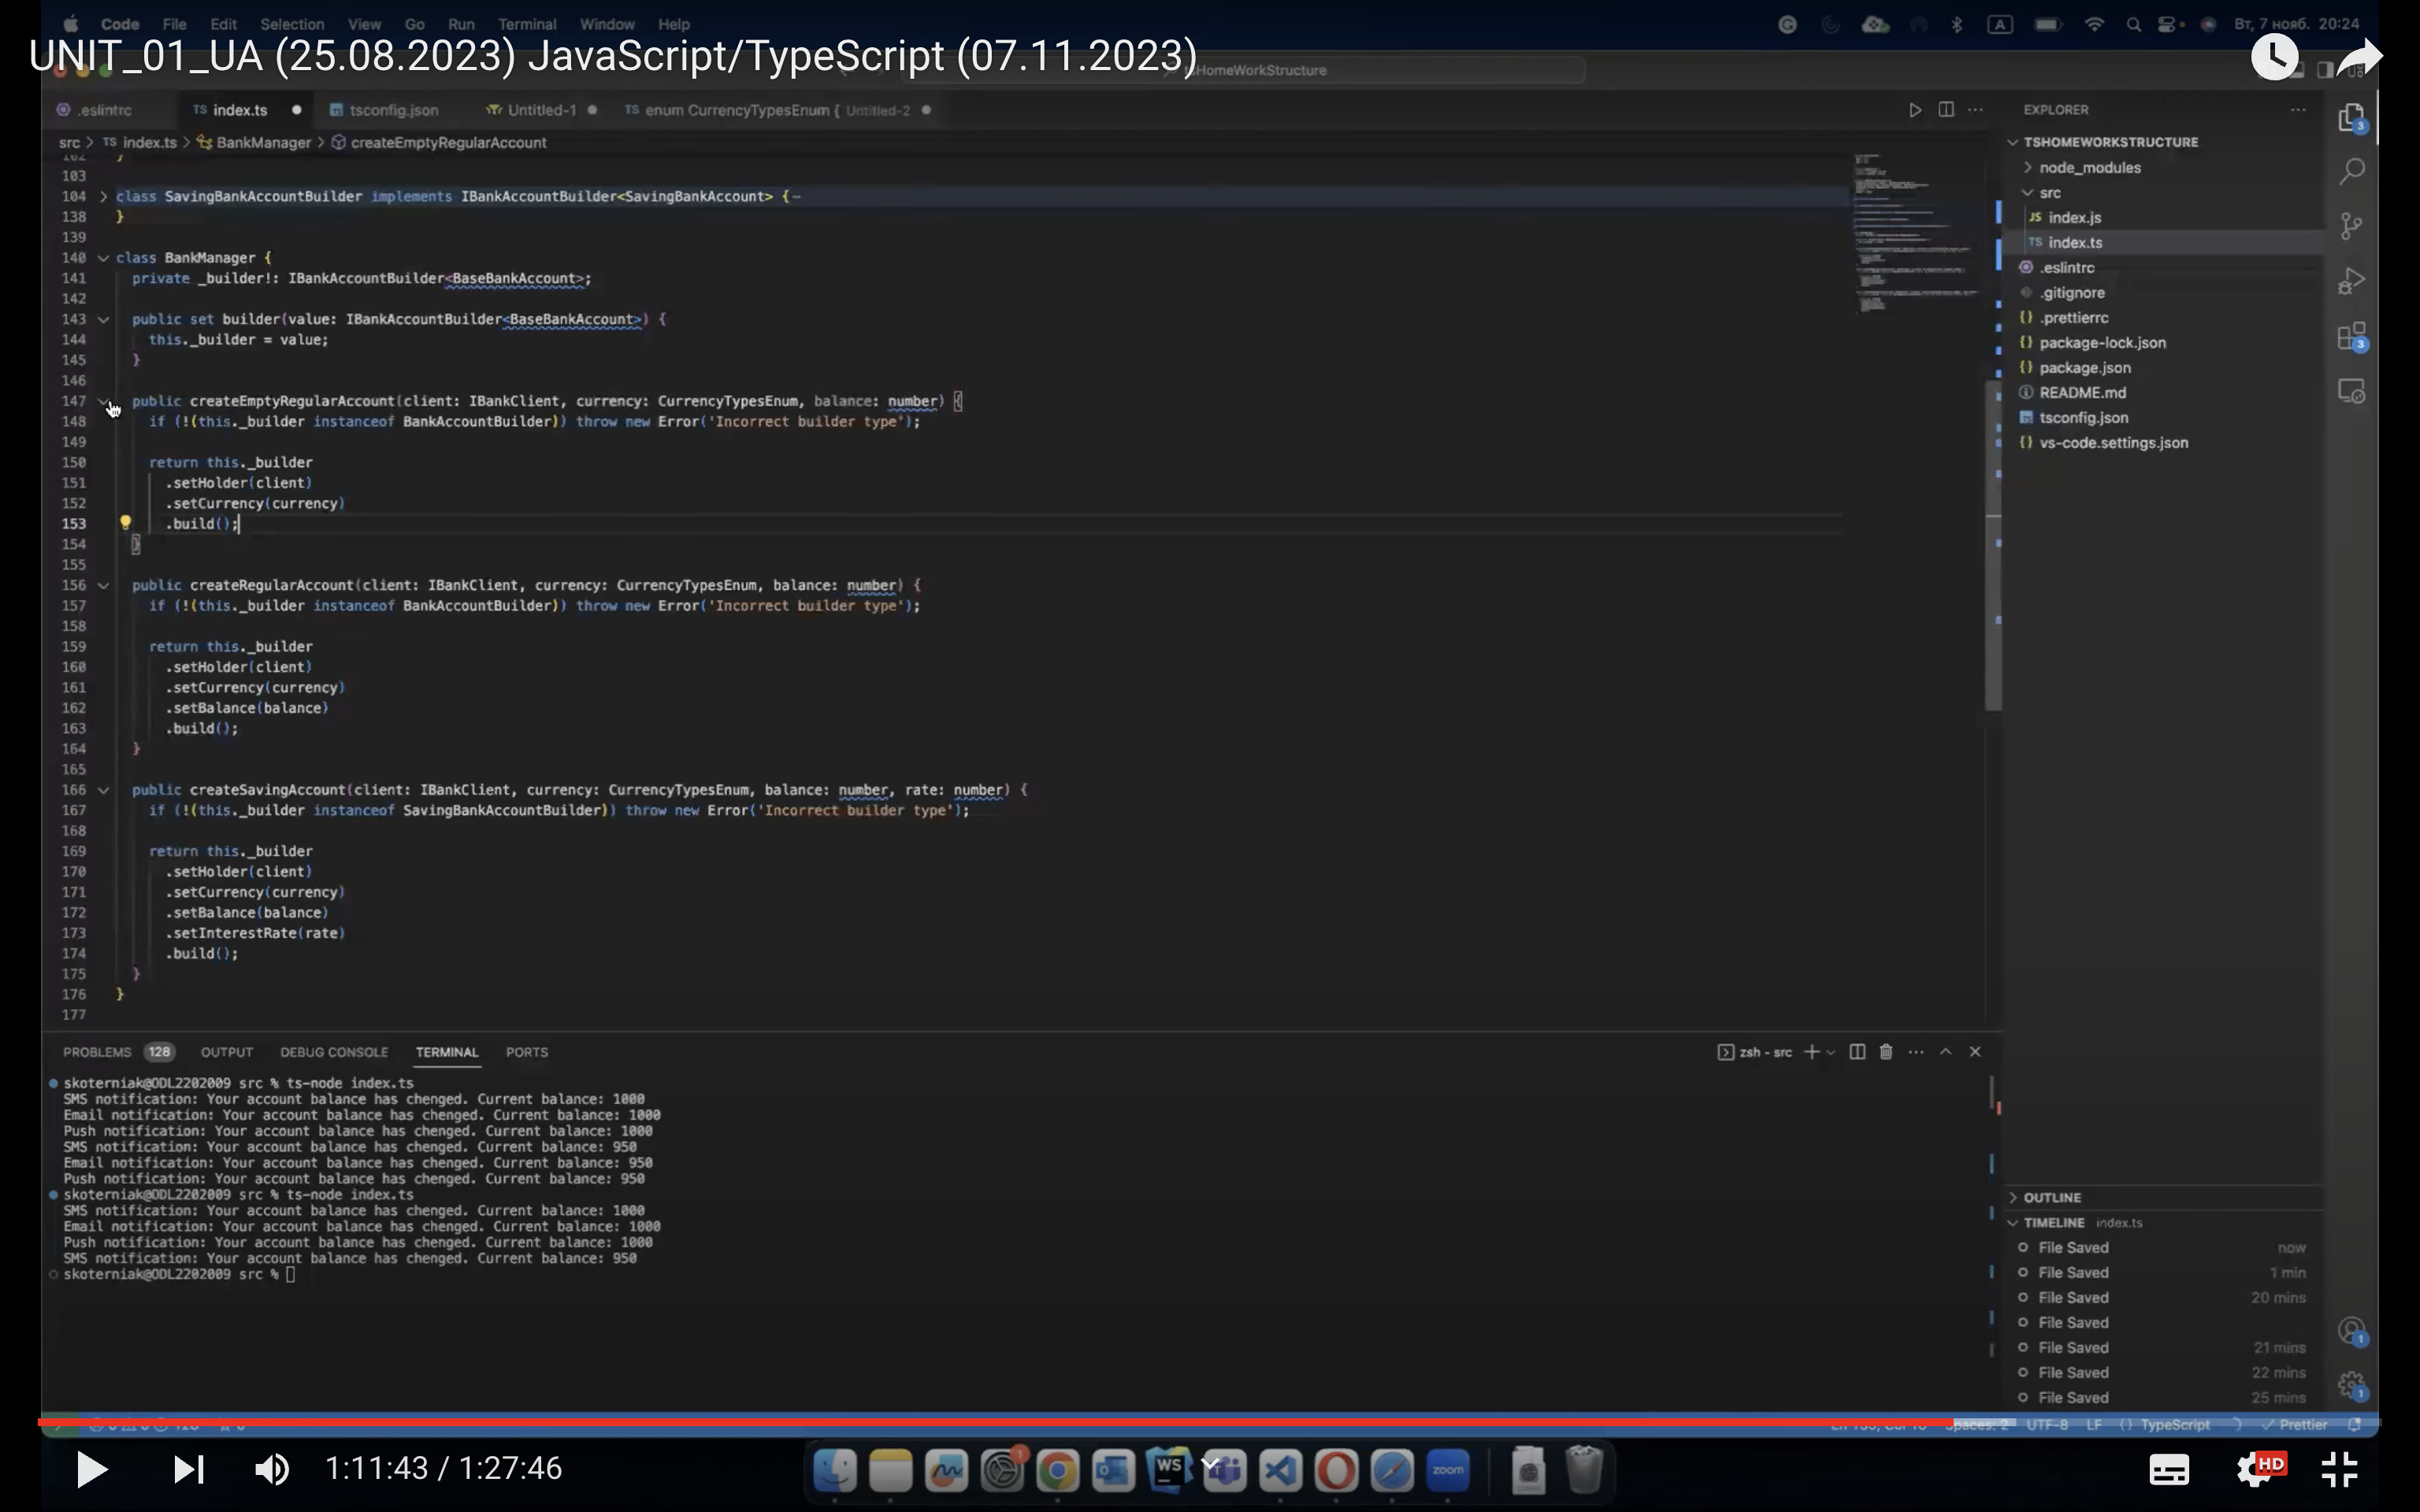 Code File Edit Selection View Go Run Terminal Window Help
A Вт, 7 нояб. 20:24
UNIT_01_UA (25.08.2023) JavaScript/TypeScript (07.11.2023)
tsHomeWorkStructure
.eslintrc TS index.ts tsconfig.json Untitled-1 TS enum CurrencyTypesEnum { Untitled-2
src > TS index.ts > BankManager > createEmptyRegularAccount
102 }
103
104 class SavingBankAccountBuilder implements IBankAccountBuilder<SavingBankAccount> {
138 }
139
140 class BankManager {
141 private _builder!: IBankAccountBuilder<BaseBankAccount>;
142
143 public set builder(value: IBankAccountBuilder<BaseBankAccount>) {
144 this._builder = value;
145 }
146
147 public createEmptyRegularAccount(client: IBankClient, currency: CurrencyTypesEnum, balance: number) {
148 if (!(this._builder instanceof BankAccountBuilder)) throw new Error('Incorrect builder type');
149
150 return this._builder
151 .setHolder(client)
152 .setCurrency(currency)
153 .build();
154 }
155
156 public createRegularAccount(client: IBankClient, currency: CurrencyTypesEnum, balance: number) {
157 if (!(this._builder instanceof BankAccountBuilder)) throw new Error('Incorrect builder type');
158
159 return this._builder
160 .setHolder(client)
161 .setCurrency(currency)
162 .setBalance(balance)
163 .build();
164 }
165
166 public createSavingAccount(client: IBankClient, currency: CurrencyTypesEnum, balance: number, rate: number) {
167 if (!(this._builder instanceof SavingBankAccountBuilder)) throw new Error('Incorrect builder type');
168
169 return this._builder
170 .setHolder(client)
171 .setCurrency(currency)
172 .setBalance(balance)
173 .setInterestRate(rate)
174 .build();
175 }
176 }
177
EXPLORER
TSHOMEWORKSTRUCTURE
node_modules
src
JS index.js
TS index.ts
.eslintrc
.gitignore
.prettierrc
package-lock.json
package.json
README.md
tsconfig.json
vs-code.settings.json
3
3
PROBLEMS 128 OUTPUT DEBUG CONSOLE TERMINAL PORTS
zsh - src
skoterniak@ODL2202009 src % ts-node index.ts
SMS notification: Your account balance has chenged. Current balance: 1000
Email notification: Your account balance has chenged. Current balance: 1000
Push notification: Your account balance has chenged. Current balance: 1000
SMS notification: Your account balance has chenged. Current balance: 950
Email notification: Your account balance has chenged. Current balance: 950
Push notification: Your account balance has chenged. Current balance: 950
skoterniak@ODL2202009 src % ts-node index.ts
SMS notification: Your account balance has chenged. Current balance: 1000
Email notification: Your account balance has chenged. Current balance: 1000
Push notification: Your account balance has chenged. Current balance: 1000
SMS notification: Your account balance has chenged. Current balance: 950
skoterniak@ODL2202009 src %
OUTLINE
TIMELINE index.ts
File Saved now
File Saved 1 min
File Saved 20 mins
File Saved
File Saved 21 mins
File Saved 22 mins
File Saved 25 mins
1
1
Spaces: 2 UTF-8 LF {} TypeScript Prettier
1:11:43 / 1:27:46
1
WS
zoom
HD